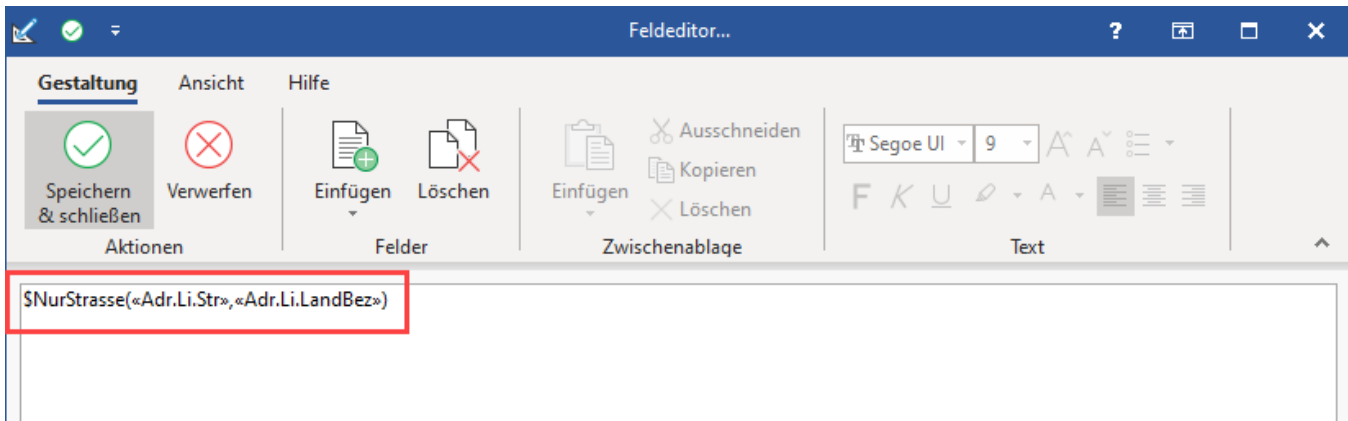 Feldeditor...
?
Gestaltung Ansicht Hilfe
Speichern
& schließen
Verwerfen
Aktionen
Einfügen
Löschen
Felder
Einfügen
Ausschneiden
Kopieren
Löschen
Zwischenablage
Segoe UI 9 A A
F K U A
Text
$NurStrasse(«Adr.Li.Str»,«Adr.Li.LandBez»)